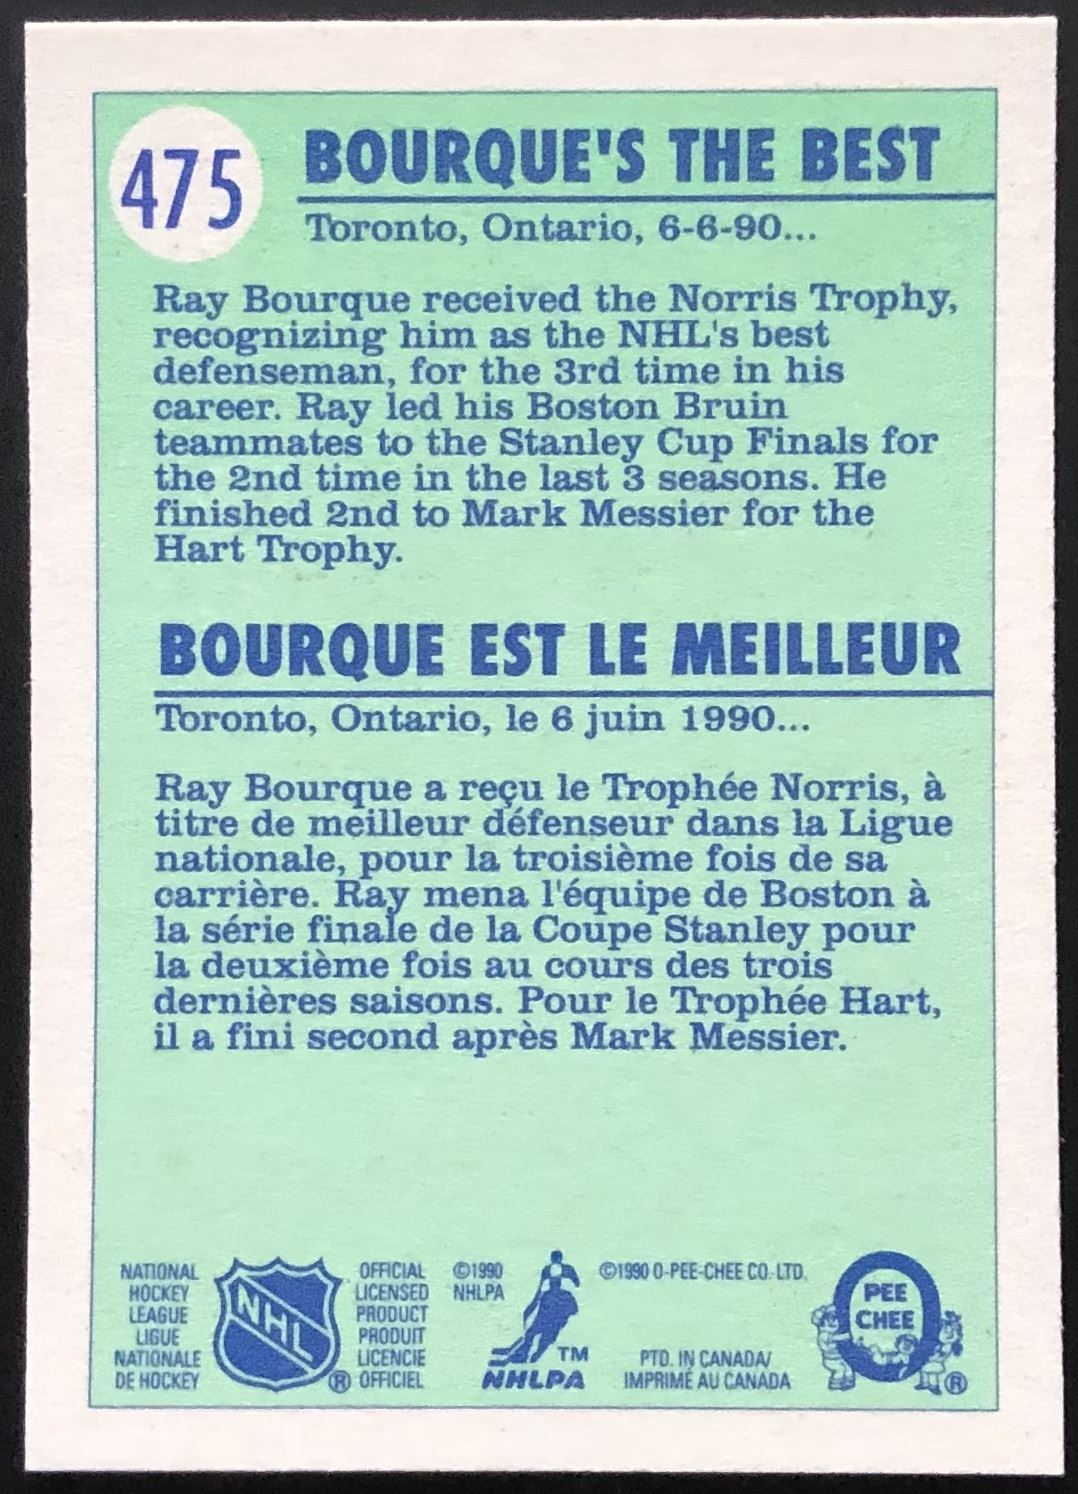 475
BOURQUE'S THE BEST
Toronto, Ontario, 6-6-90...
Ray Bourque received the Norris Trophy,
recognizing him as the NHL's best
defenseman, for the 3rd time in his
career. Ray led his Boston Bruin
teammates to the Stanley Cup Finals for
the 2nd time in the last 3 seasons. He
finished 2nd to Mark Messier for the
Hart Trophy.
BOURQUE EST LE MEILLEUR
Toronto, Ontario, le 6 juin 1990...
Ray Bourque a reçu le Trophée Norris, à
titre de meilleur défenseur dans la Ligue
nationale, pour la troisième fois de sa
carrière. Ray mena l'équipe de Boston à
la série finale de la Coupe Stanley pour
la deuxième fois au cours des trois
dernières saisons. Pour le Trophée Hart,
il a fini second après Mark Messier.
NATIONAL
HOCKEY
LEAGUE
LIGUE
NATIONALE
DE HOCKEY
NHL
®
OFFICIAL
LICENSED
PRODUCT
PRODUIT
LICENCIE
OFFICIEL
©1990
NHLPA
TM
NHLPA
©1990 O-PEE-CHEE CO. LTD.
PTD. IN CANADA/
IMPRIMÉ AU CANADA
O
PEE
CHEE
®